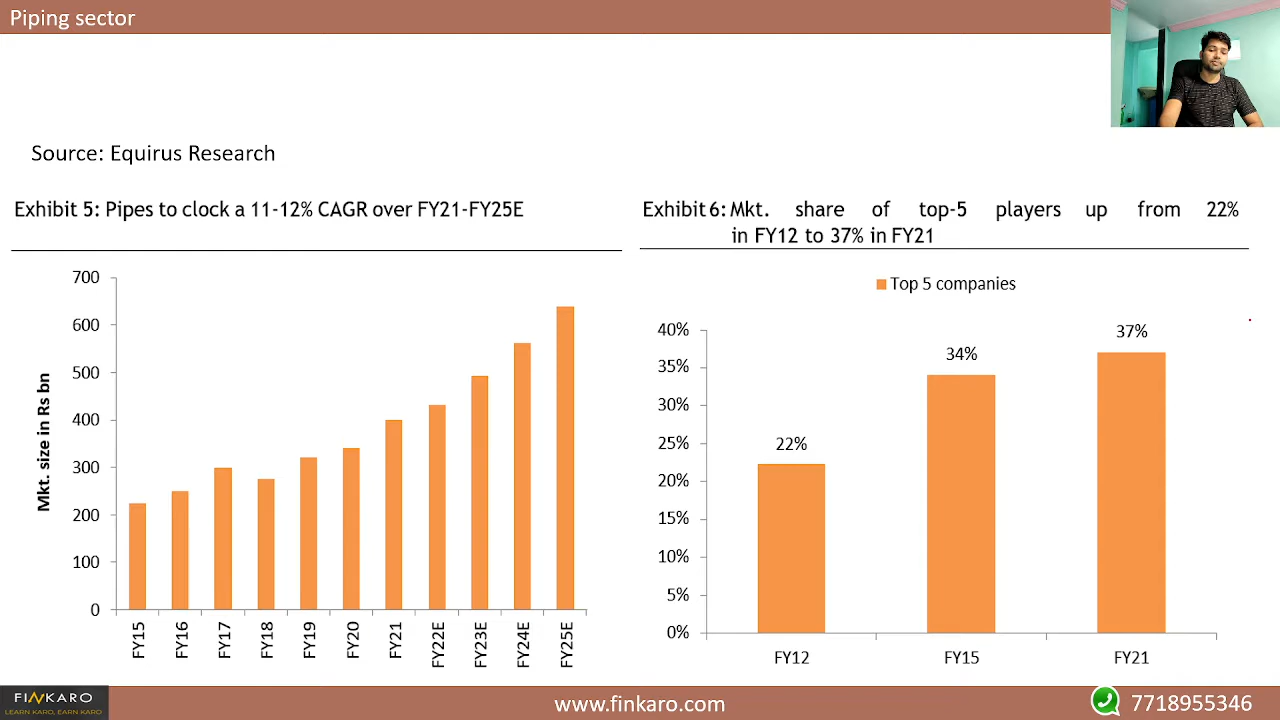 Piping sector
Source: Equirus Research
Exhibit 5: Pipes to clock a 11-12% CAGR over FY21-FY25E
Mkt. size in Rs bn
700
600
500
400
300
200
100
0
FY15
FY16
FY17
FY18
FY19
FY20
FY21
FY22E
FY23E
FY24E
FY25E
Exhibit 6: Mkt. share of top-5 players up from 22%
in FY12 to 37% in FY21
Top 5 companies
40%
35%
30%
25%
20%
15%
10%
5%
0%
22%
34%
37%
FY12
FY15
FY21
FINKARO
LEARN KARO, EARN KARO
www.finkaro.com
7718955346